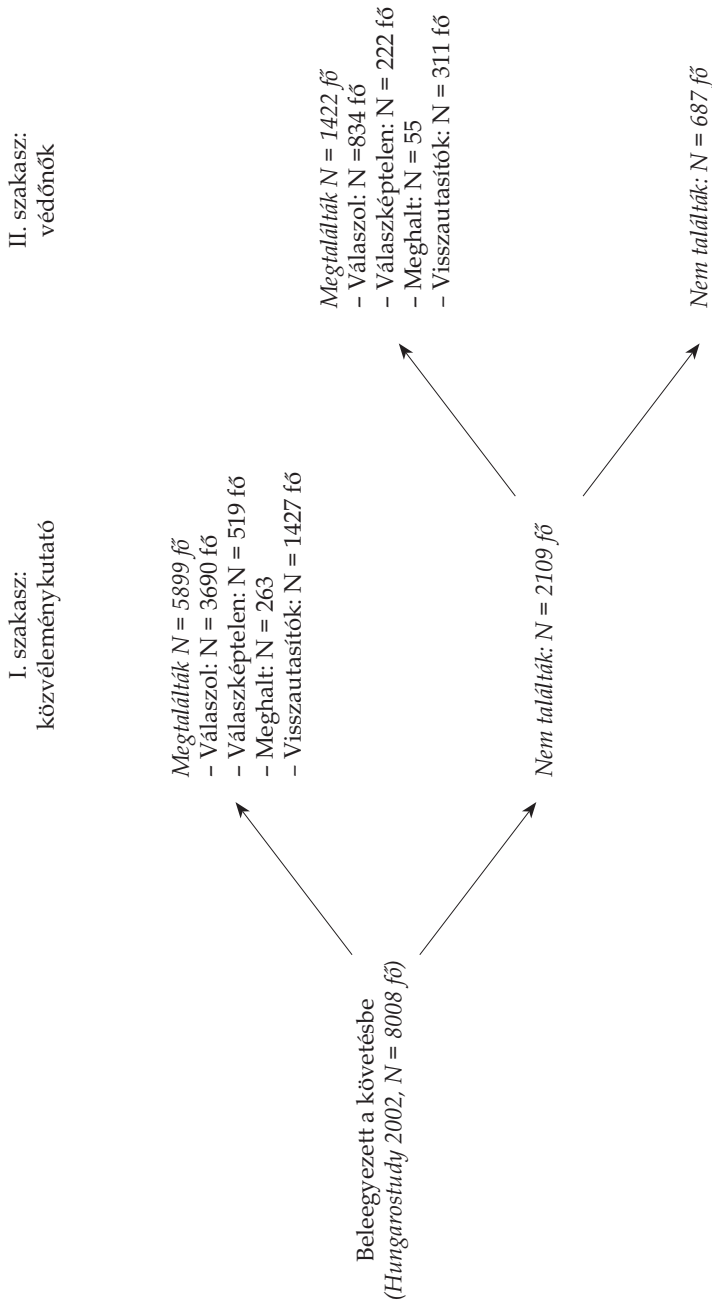 I. szakasz:
közvéleménykutató
II. szakasz:
védőnők
Beleegyezett a követésbe
(Hungarostudy 2002, N = 8008 fő)
Megtalálták N = 5899 fő
– Válaszol: N = 3690 fő
– Válaszképtelen: N = 519 fő
– Meghalt: N = 263
– Visszautasítók: N = 1427 fő
Nem találták: N = 2109 fő
Megtalálták N = 1422 fő
– Válaszol: N =834 fő
– Válaszképtelen: N = 222 fő
– Meghalt: N = 55
– Visszautasítók: N = 311 fő
Nem találták: N = 687 fő